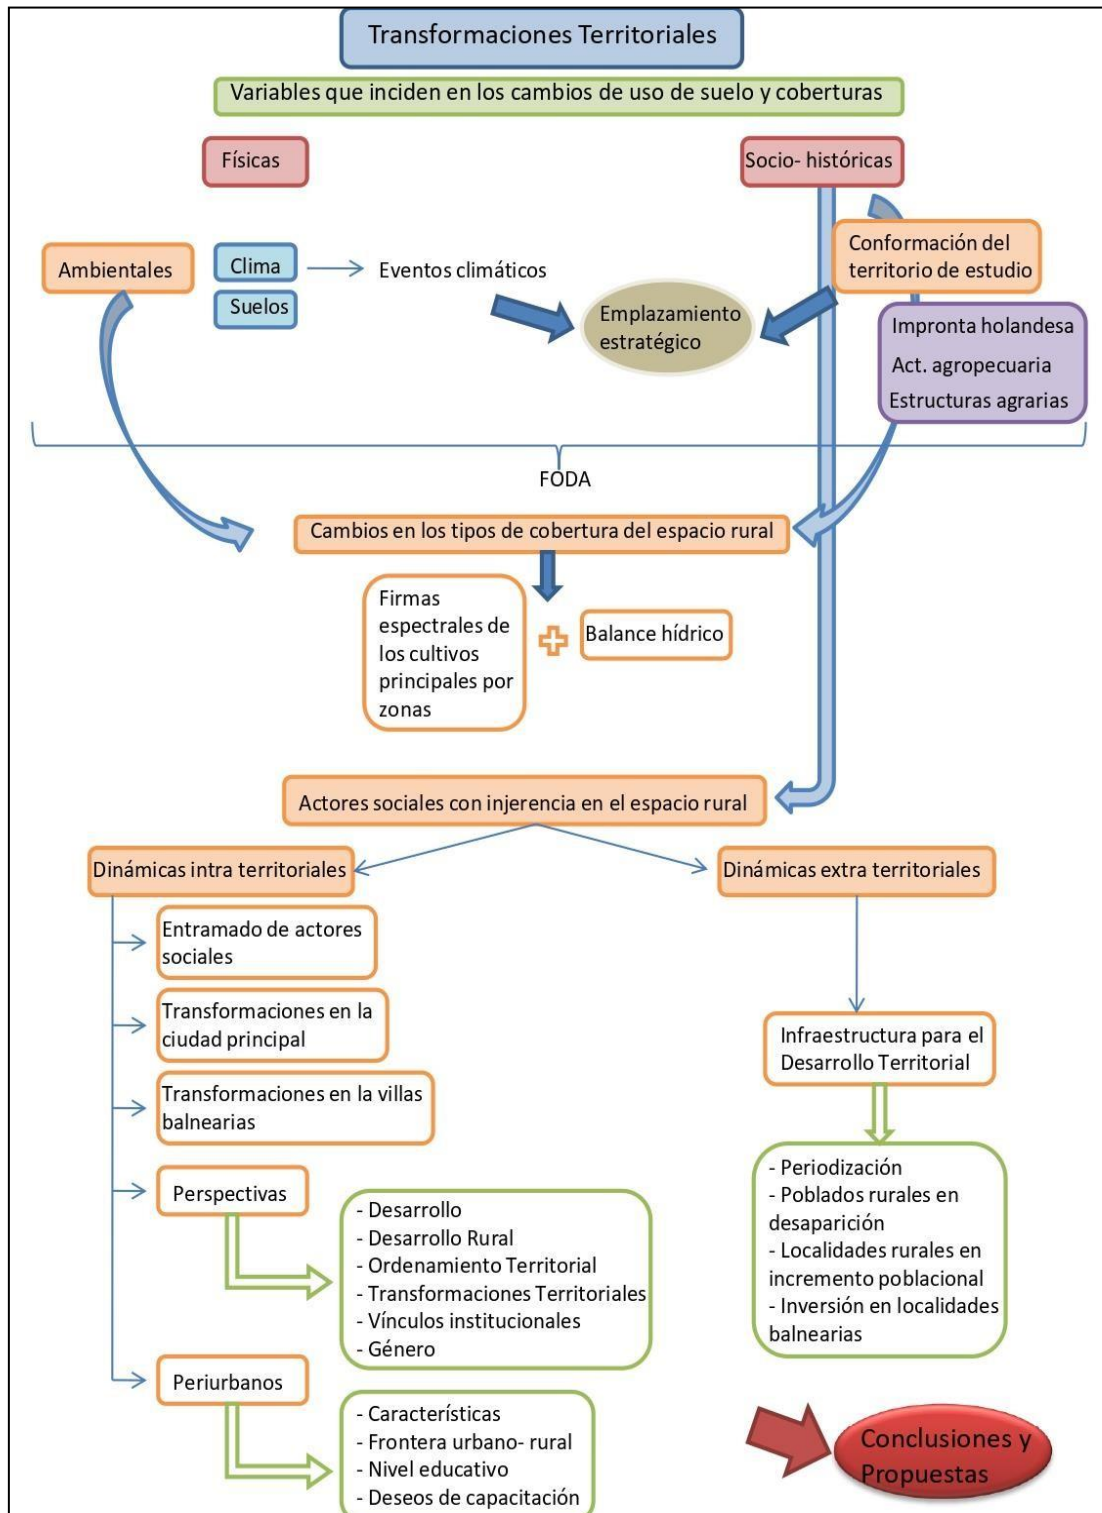 Transformaciones Territoriales
Variables que inciden en los cambios de uso de suelo y coberturas
Físicas
Socio- históricas
Ambientales
Clima
Suelos
Eventos climáticos
Emplazamiento
estratégico
Conformación del
territorio de estudio
Impronta holandesa
Act. agropecuaria
Estructuras agrarias
FODA
Cambios en los tipos de cobertura del espacio rural
Firmas
espectrales de
los cultivos
principales por
zonas
Balance hídrico
Actores sociales con injerencia en el espacio rural
Dinámicas intra territoriales
Entramado de actores
sociales
Transformaciones en la
ciudad principal
Transformaciones en la villas
balnearias
Perspectivas
- Desarrollo
- Desarrollo Rural
- Ordenamiento Territorial
- Transformaciones Territoriales
- Vínculos institucionales
- Género
Periurbanos
- Características
- Frontera urbano- rural
- Nivel educativo
- Deseos de capacitación
Dinámicas extra territoriales
Infraestructura para el
Desarrollo Territorial
- Periodización
- Poblados rurales en
desaparición
- Localidades rurales en
incremento poblacional
- Inversión en localidades
balnearias
Conclusiones y
Propuestas